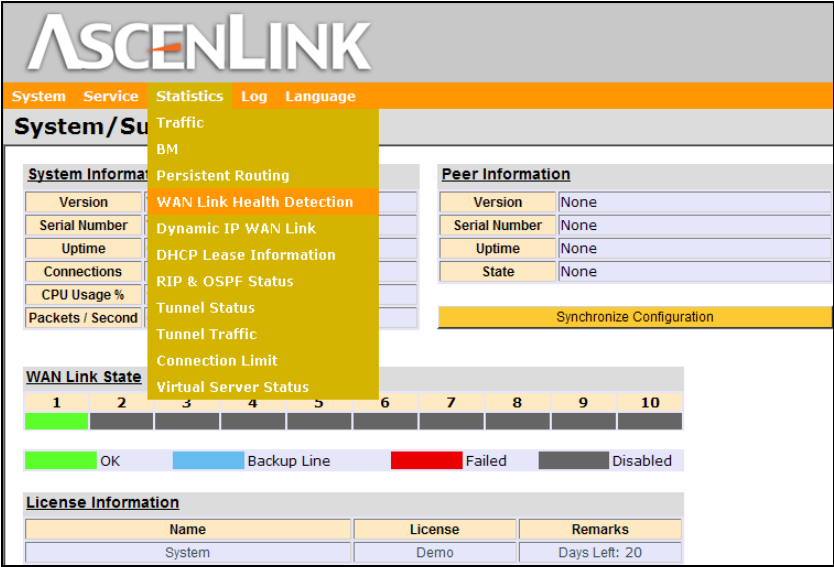 ASCENLINK
System Service Statistics Log Language
System/Su
Traffic
BM
Persistent Routing
WAN Link Health Detection
Dynamic IP WAN Link
DHCP Lease Information
RIP & OSPF Status
Tunnel Status
Tunnel Traffic
Connection Limit
Virtual Server Status
System Informa
Version
Serial Number
Uptime
Connections
CPU Usage %
Packets / Second
Peer Information
Version None
Serial Number None
Uptime None
State None
Synchronize Configuration
WAN Link State
1 2 3 4 5 6 7 8 9 10
OK Backup Line Failed Disabled
License Information
Name License Remarks
System Demo Days Left: 20